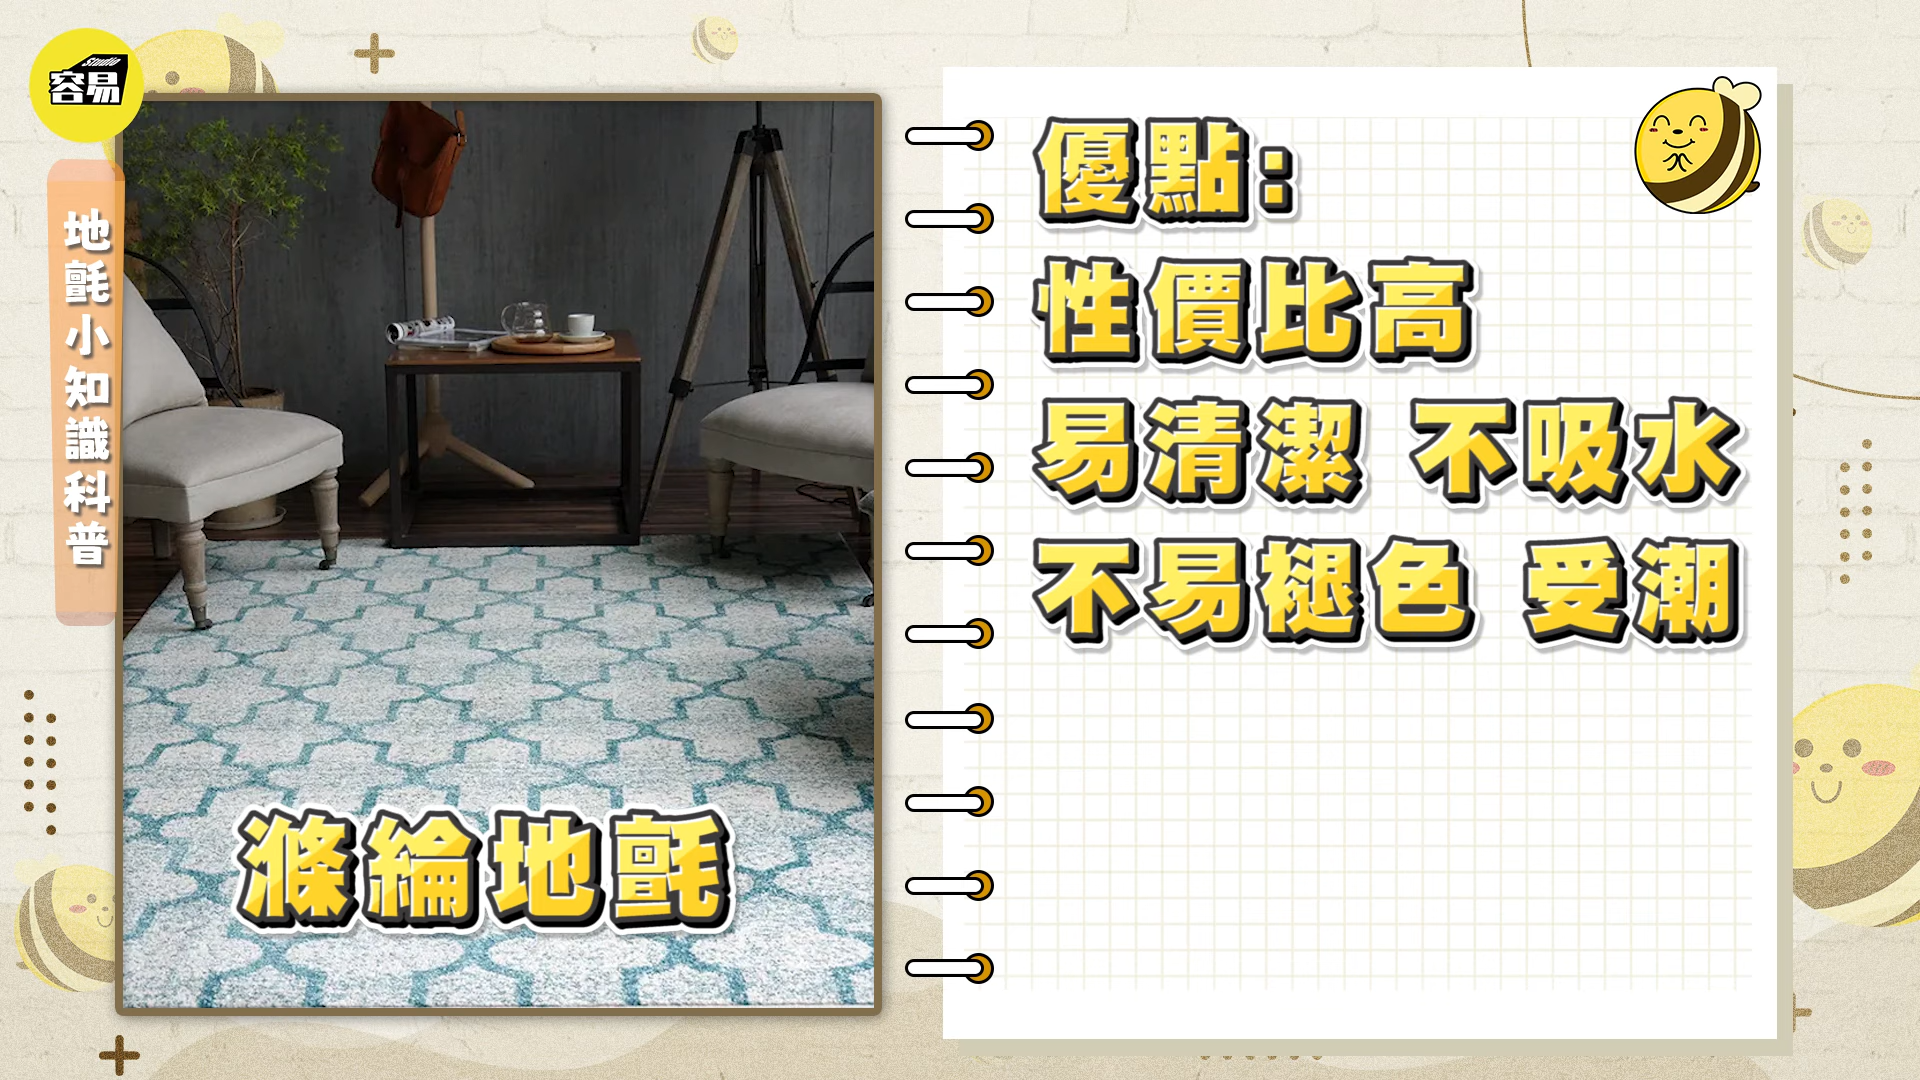 Studio
容易
地氈小知識科普
滌綸地氈
優點:
性價比高
易清潔 不吸水
不易褪色 受潮